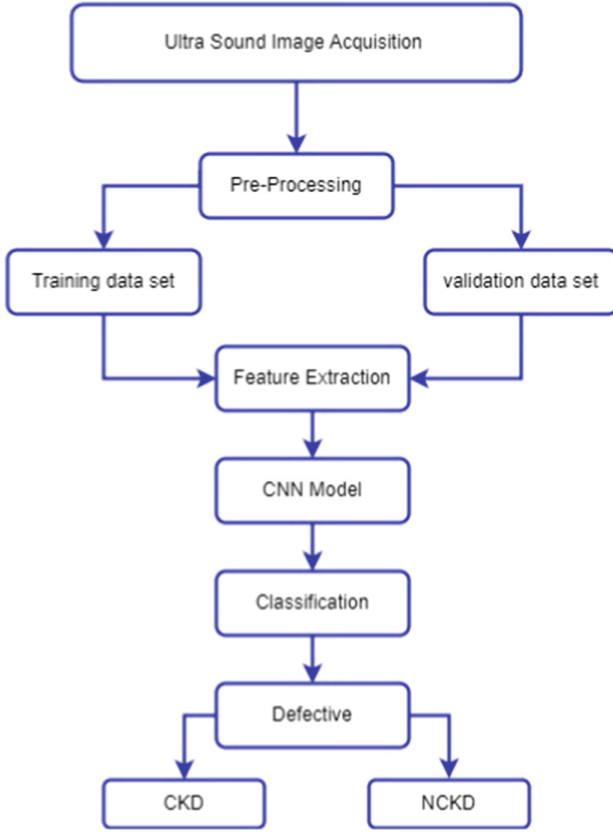 Ultra Sound Image Acquisition
Pre-Processing
Training data set
validation data set
Feature Extraction
CNN Model
Classification
Defective
CKD
NCKD